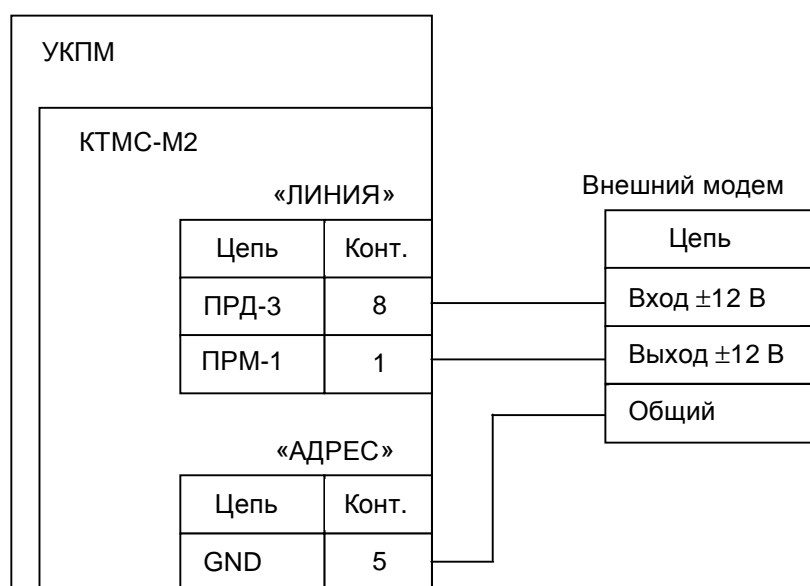 УКПМ
КТМС-М2
«ЛИНИЯ»
Цепь Конт.
ПРД-3 8
ПРМ-1 1
«АДРЕС»
Цепь Конт.
GND 5
Внешний модем
Цепь
Вход ±12 В
Выход ±12 В
Общий